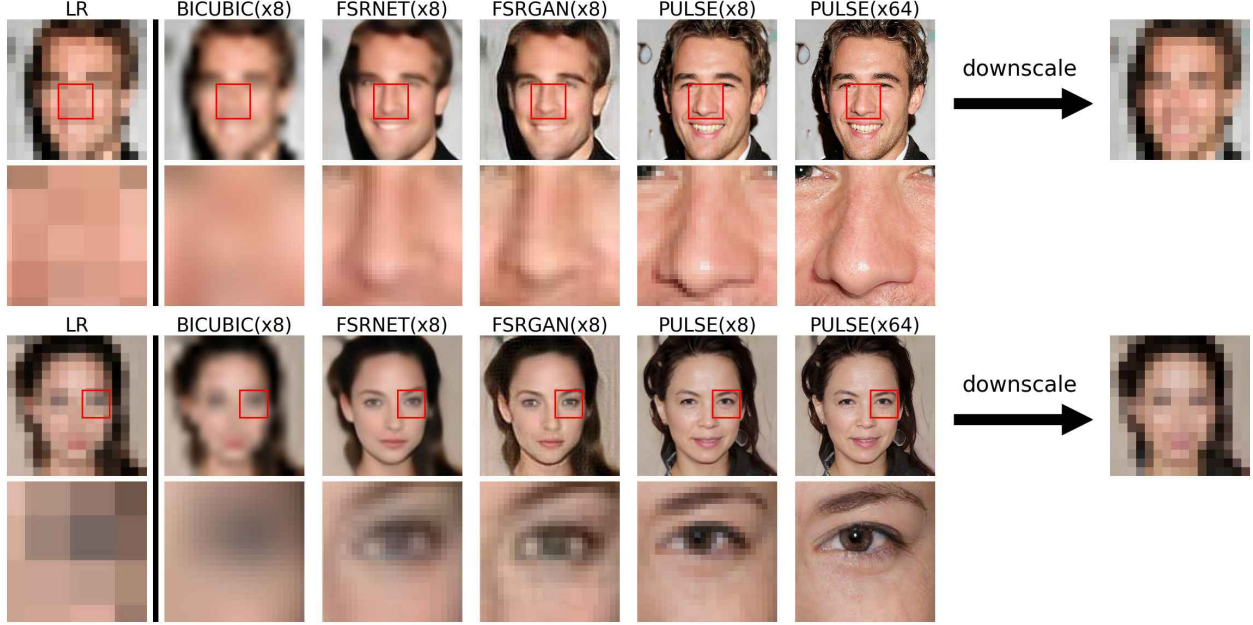 LR BICUBIC(x8) FSRNET(x8) FSRGAN(x8) PULSE(x8) PULSE(x64)
downscale
LR BICUBIC(x8) FSRNET(x8) FSRGAN(x8) PULSE(x8) PULSE(x64)
downscale